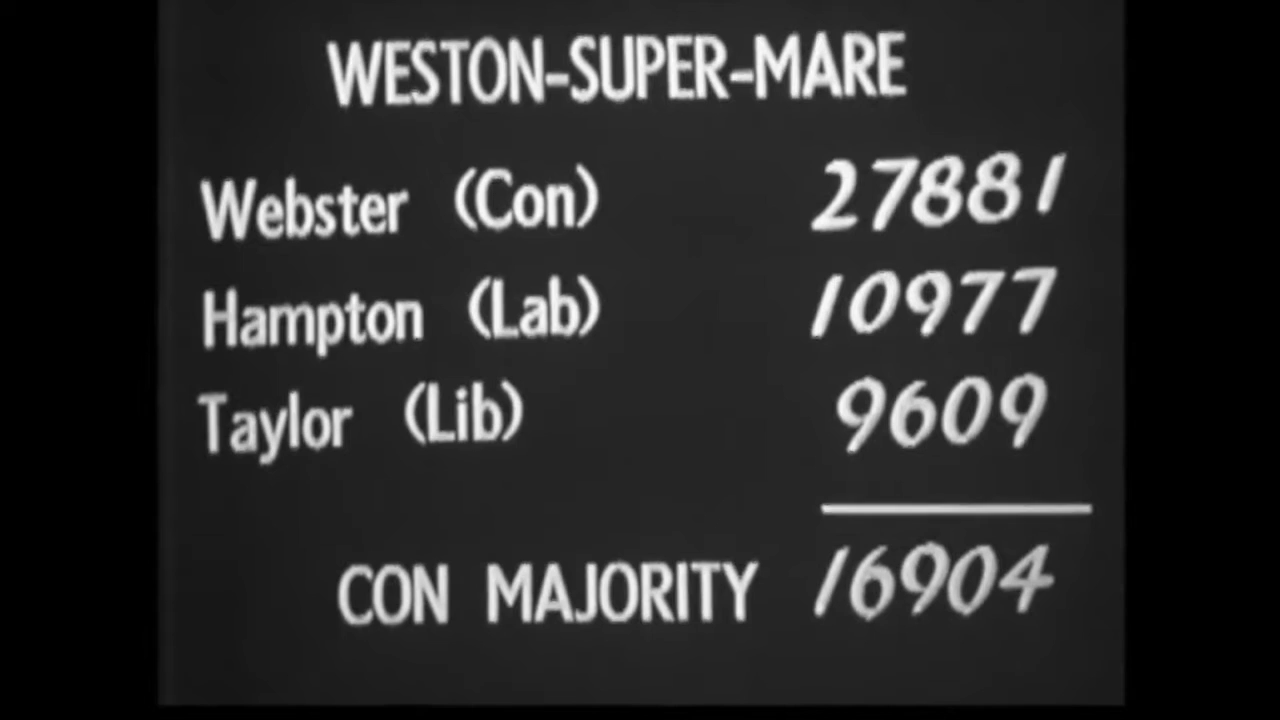 WESTON-SUPER-MARE
Webster (Con) 27881
Hampton (Lab) 10977
Taylor (Lib) 9609
CON MAJORITY 16904